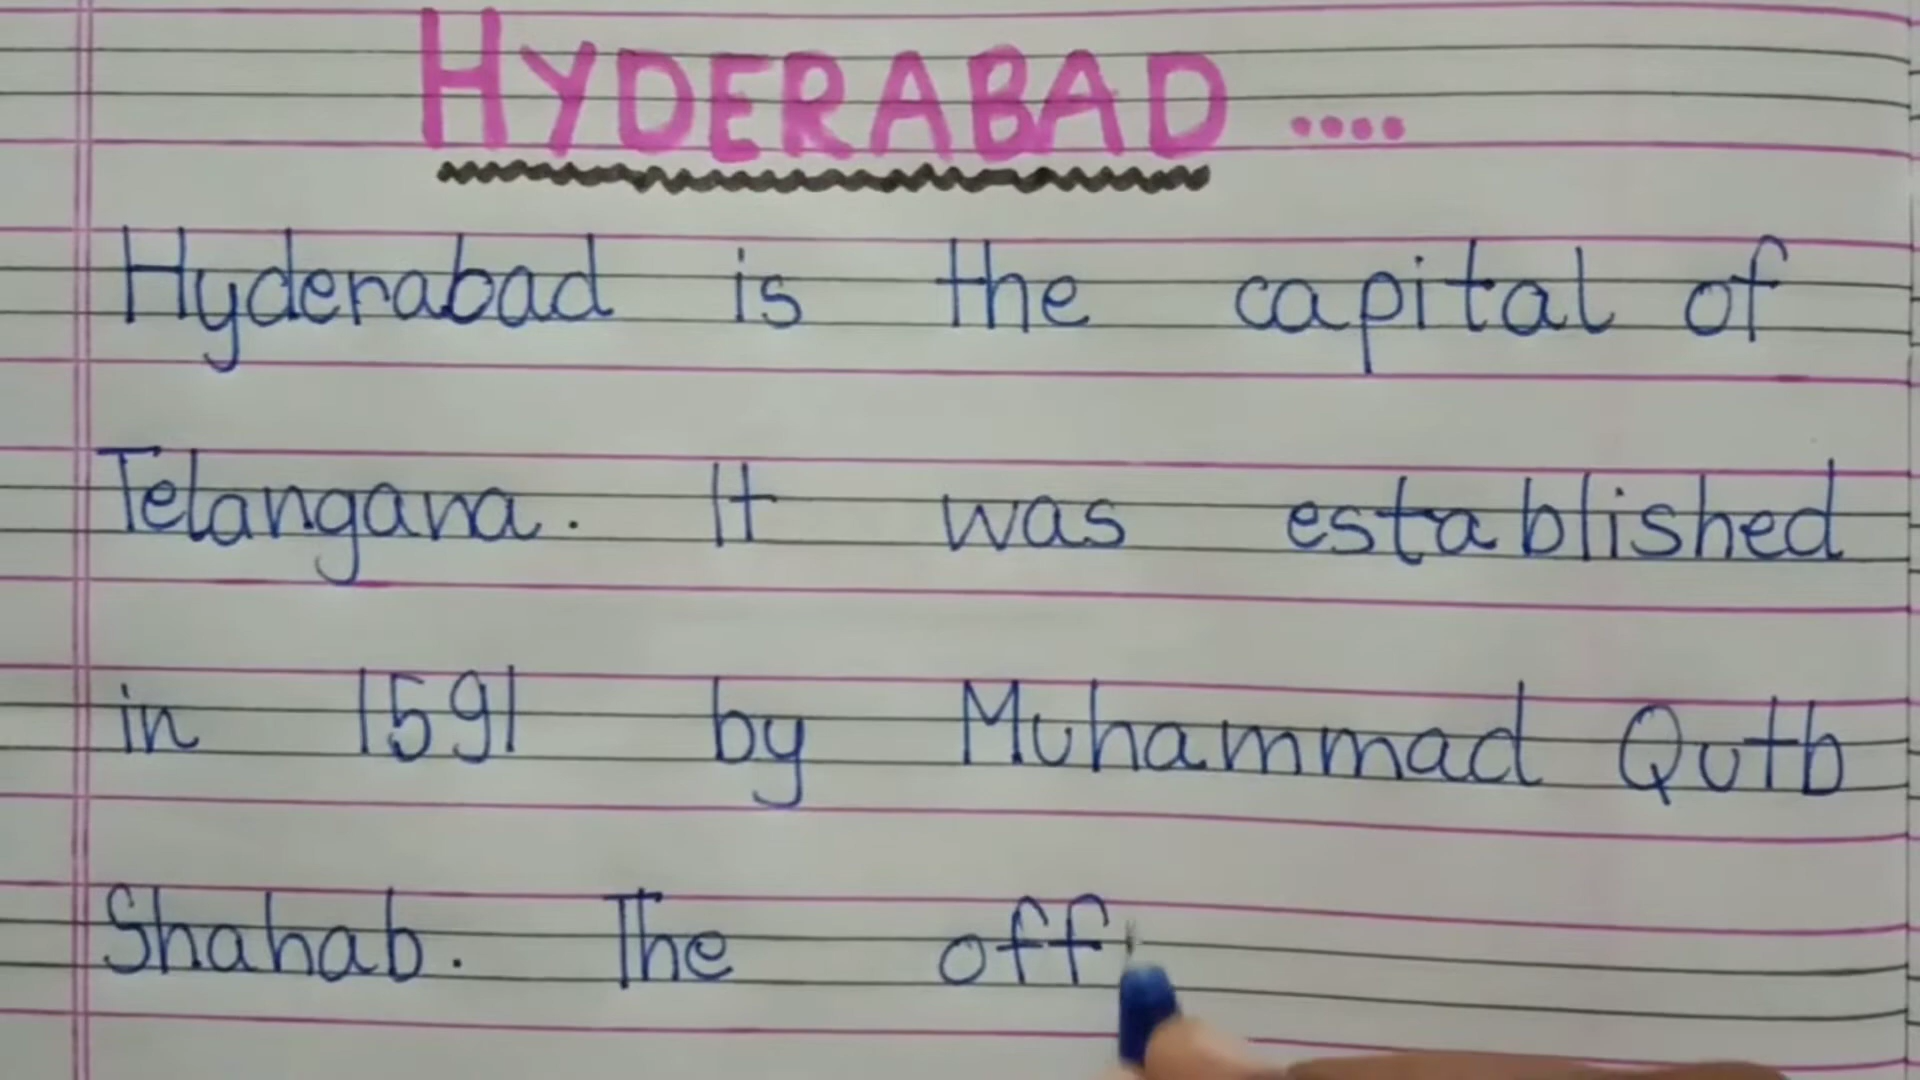 HYDERABAD ....
Hyderabad is the capital of
Telangana. It was established
in 1591 by Muhammad Qutb
Shahab. The off